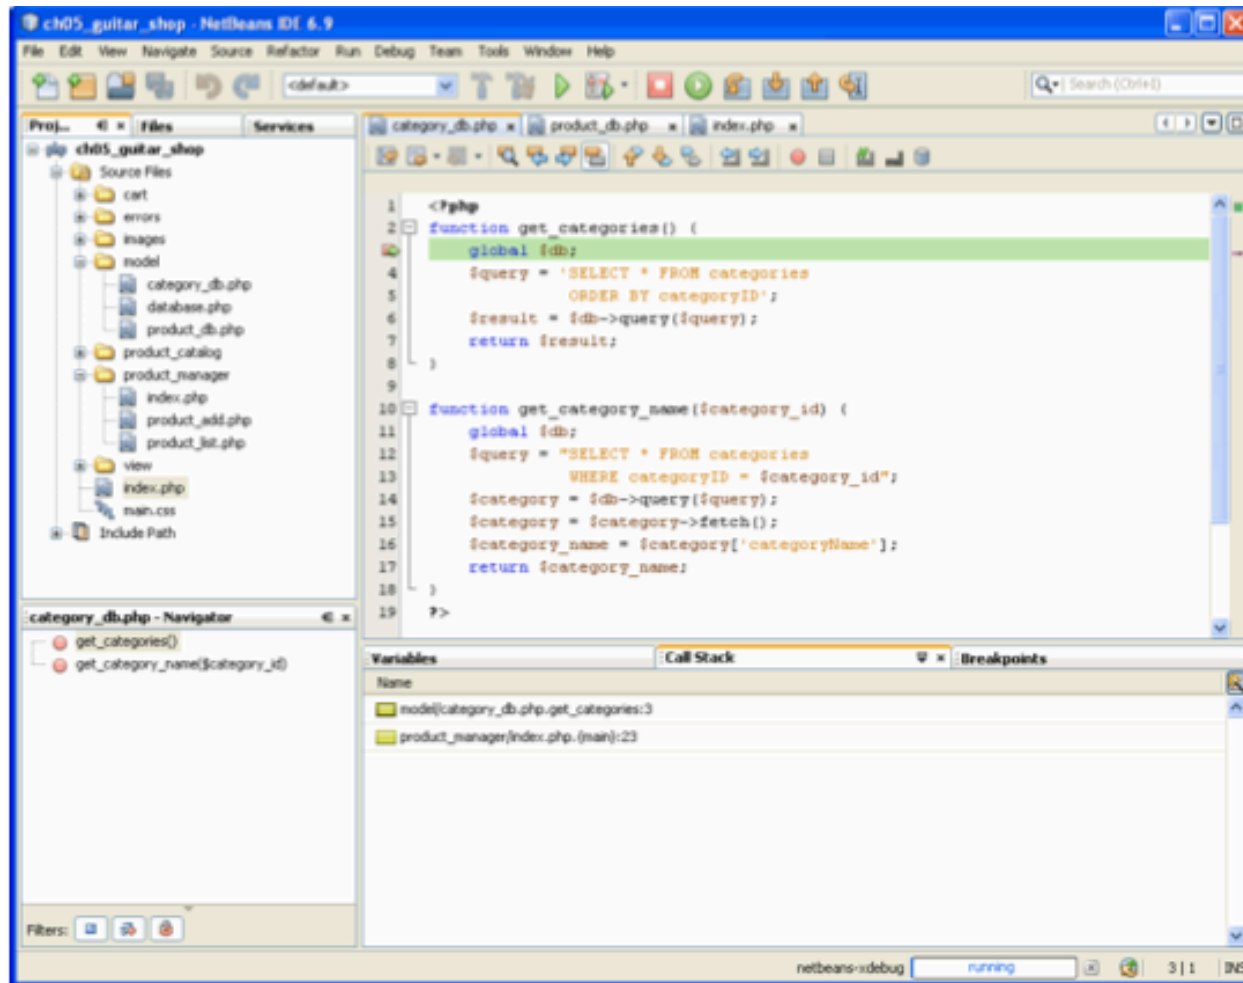 ch05_guitar_shop - NetBeans IDE 6.9
File Edit View Navigate Source Refactor Run Debug Team Tools Window Help
<default>
Search (Ctrl+I)
Proj... Files Services
ch05_guitar_shop
Source Files
cart
errors
images
model
category_db.php
database.php
product_db.php
product_catalog
product_manager
index.php
product_add.php
product_list.php
view
index.php
main.css
Include Path
category_db.php - Navigator
get_categories()
get_category_name($category_id)
Filters:
category_db.php product_db.php index.php
1 <?php
2 function get_categories() {
global $db;
4 $query = 'SELECT * FROM categories
5 ORDER BY categoryID';
6 $result = $db->query($query);
7 return $result;
8 }
9
10 function get_category_name($category_id) {
11 global $db;
12 $query = "SELECT * FROM categories
13 WHERE categoryID = $category_id";
14 $category = $db->query($query);
15 $category = $category->fetch();
16 $category_name = $category['categoryName'];
17 return $category_name;
18 }
19 ?>
Variables Call Stack Breakpoints
Name
model/category_db.php.get_categories:3
product_manager/index.php.{main}:23
netbeans-xdebug running 3|1 INS